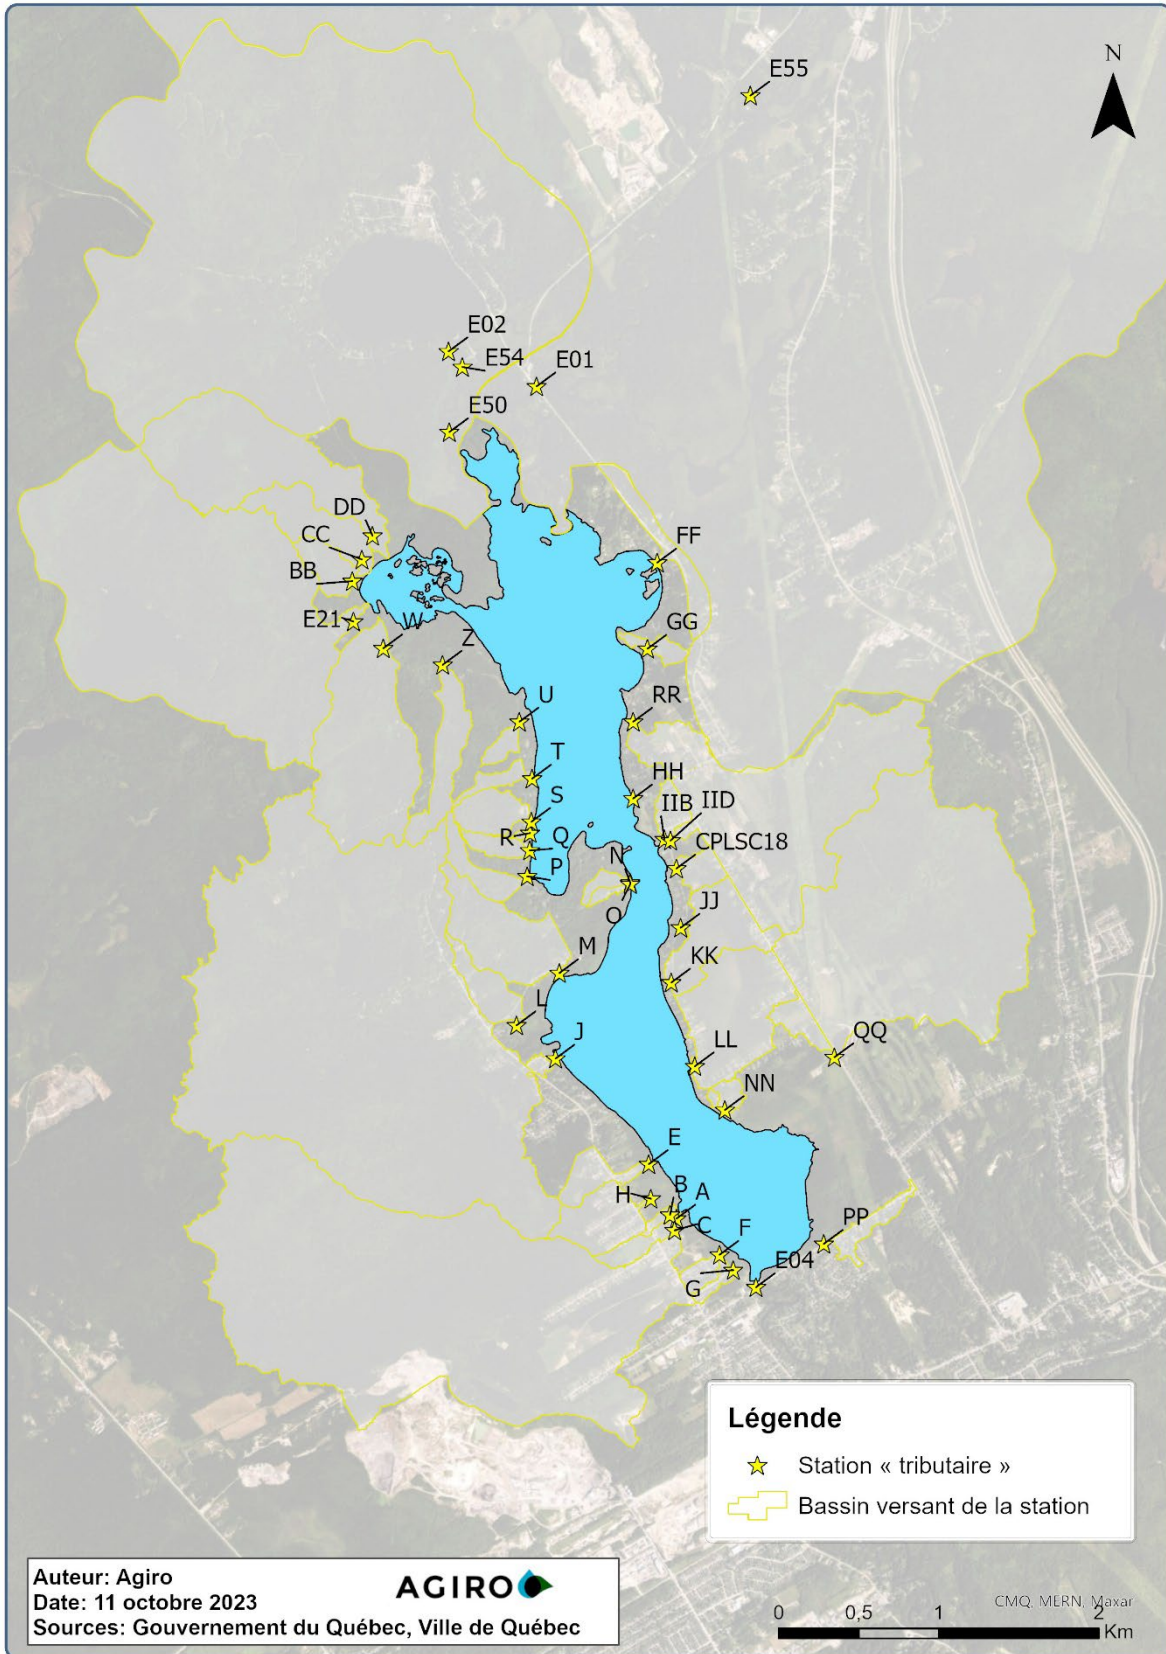 N
E55
E02
E54
E01
E50
DD
CC
BB
FF
E21
W
Z
GG
U
RR
T
HH
S
IIB
IID
R
Q
CPLSC18
P
N
O
JJ
M
KK
L
J
LL
QQ
NN
E
H
B
A
C
F
PP
G
E04
Légende
Station « tributaire »
Bassin versant de la station
Auteur: Agiro
Date: 11 octobre 2023
Sources: Gouvernement du Québec, Ville de Québec
AGIRO
CMQ, MERN, Maxar
0 0,5 1 2
Km